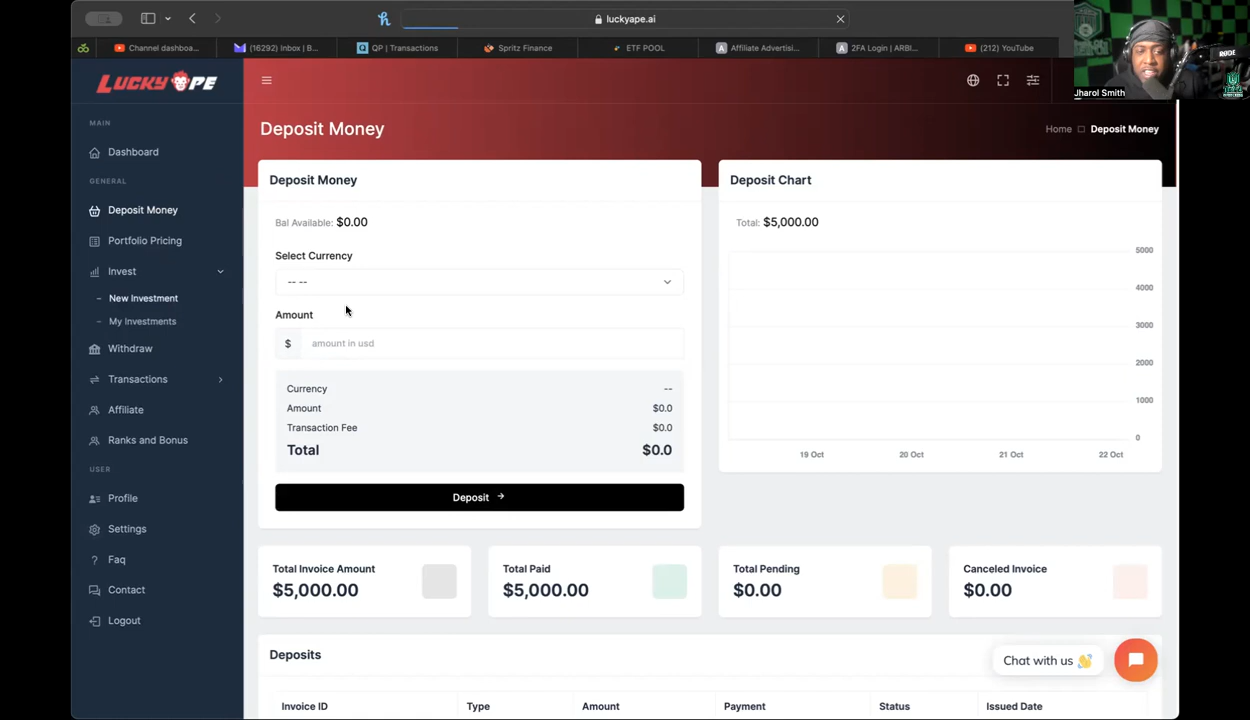 luckyape.ai
Channel dashboa...
(16292) Inbox | B...
QP | Transactions
Spritz Finance
ETF POOL
Affiliate Advertisi...
2FA Login | ARBI...
(212) YouTube
RØDE
Jharol Smith
LUCKY APE
MAIN
Dashboard
GENERAL
Deposit Money
Portfolio Pricing
Invest
New Investment
My Investments
Withdraw
Transactions
Affiliate
Ranks and Bonus
USER
Profile
Settings
Faq
Contact
Logout
Deposit Money
Home
Deposit Money
Deposit Money
Bal Available: $0.00
Select Currency
-- --
Amount
$ amount in usd
Currency --
Amount $0.0
Transaction Fee $0.0
Total $0.0
Deposit →
Deposit Chart
Total: $5,000.00
5000
4000
3000
2000
1000
0
19 Oct 20 Oct 21 Oct 22 Oct
Total Invoice Amount
$5,000.00
Total Paid
$5,000.00
Total Pending
$0.00
Canceled Invoice
$0.00
Deposits
Chat with us 👋
Invoice ID Type Amount Payment Status Issued Date